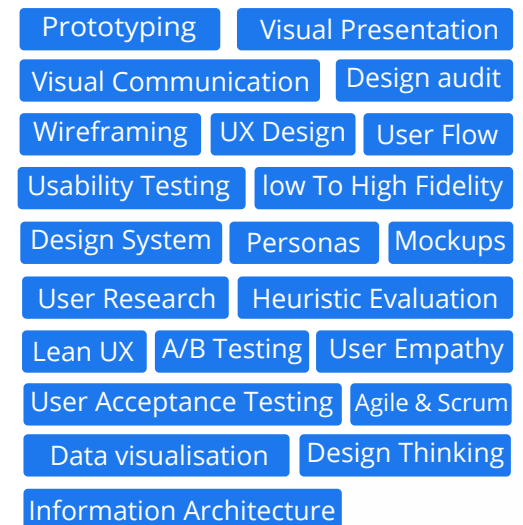 Prototyping Visual Presentation
Visual Communication Design audit
Wireframing UX Design User Flow
Usability Testing low To High Fidelity
Design System Personas Mockups
User Research Heuristic Evaluation
Lean UX A/B Testing User Empathy
User Acceptance Testing Agile & Scrum
Data visualisation Design Thinking
Information Architecture